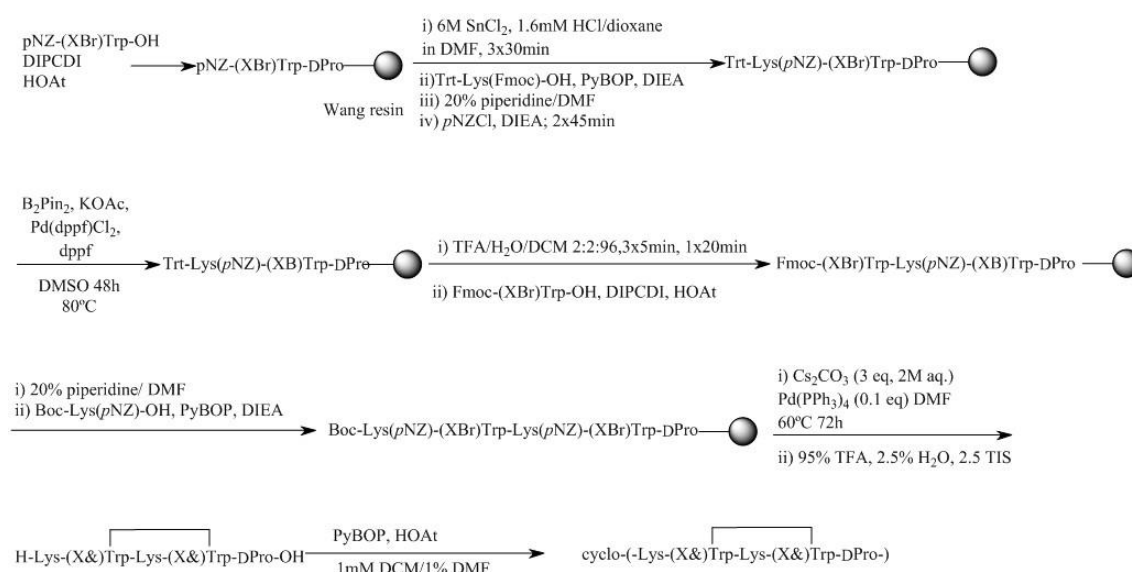 pNZ-(XBr)Trp-OH
DIPCDI
HOAt
pNZ-(XBr)Trp-DPro
Wang resin
i) 6M SnCl₂, 1.6mM HCl/dioxane
in DMF, 3x30min
ii)Trt-Lys(Fmoc)-OH, PyBOP, DIEA
iii) 20% piperidine/DMF
iv) pNZCl, DIEA; 2x45min
Trt-Lys(pNZ)-(XBr)Trp-DPro
B₂Pin₂, KOAc,
Pd(dppf)Cl₂,
dppf
DMSO 48h
80ºC
Trt-Lys(pNZ)-(XB)Trp-DPro
i) TFA/H₂O/DCM 2:2:96,3x5min, 1x20min
ii) Fmoc-(XBr)Trp-OH, DIPCDI, HOAt
Fmoc-(XBr)Trp-Lys(pNZ)-(XB)Trp-DPro
i) 20% piperidine/ DMF
ii) Boc-Lys(pNZ)-OH, PyBOP, DIEA
Boc-Lys(pNZ)-(XBr)Trp-Lys(pNZ)-(XBr)Trp-DPro
i) Cs₂CO₃ (3 eq, 2M aq.)
Pd(PPh₃)₄ (0.1 eq) DMF
60ºC 72h
ii) 95% TFA, 2.5% H₂O, 2.5 TIS
H-Lys-(X&)Trp-Lys-(X&)Trp-DPro-OH
PyBOP, HOAt
1mM DCM/1% DMF
cyclo-(-Lys-(X&)Trp-Lys-(X&)Trp-DPro-)